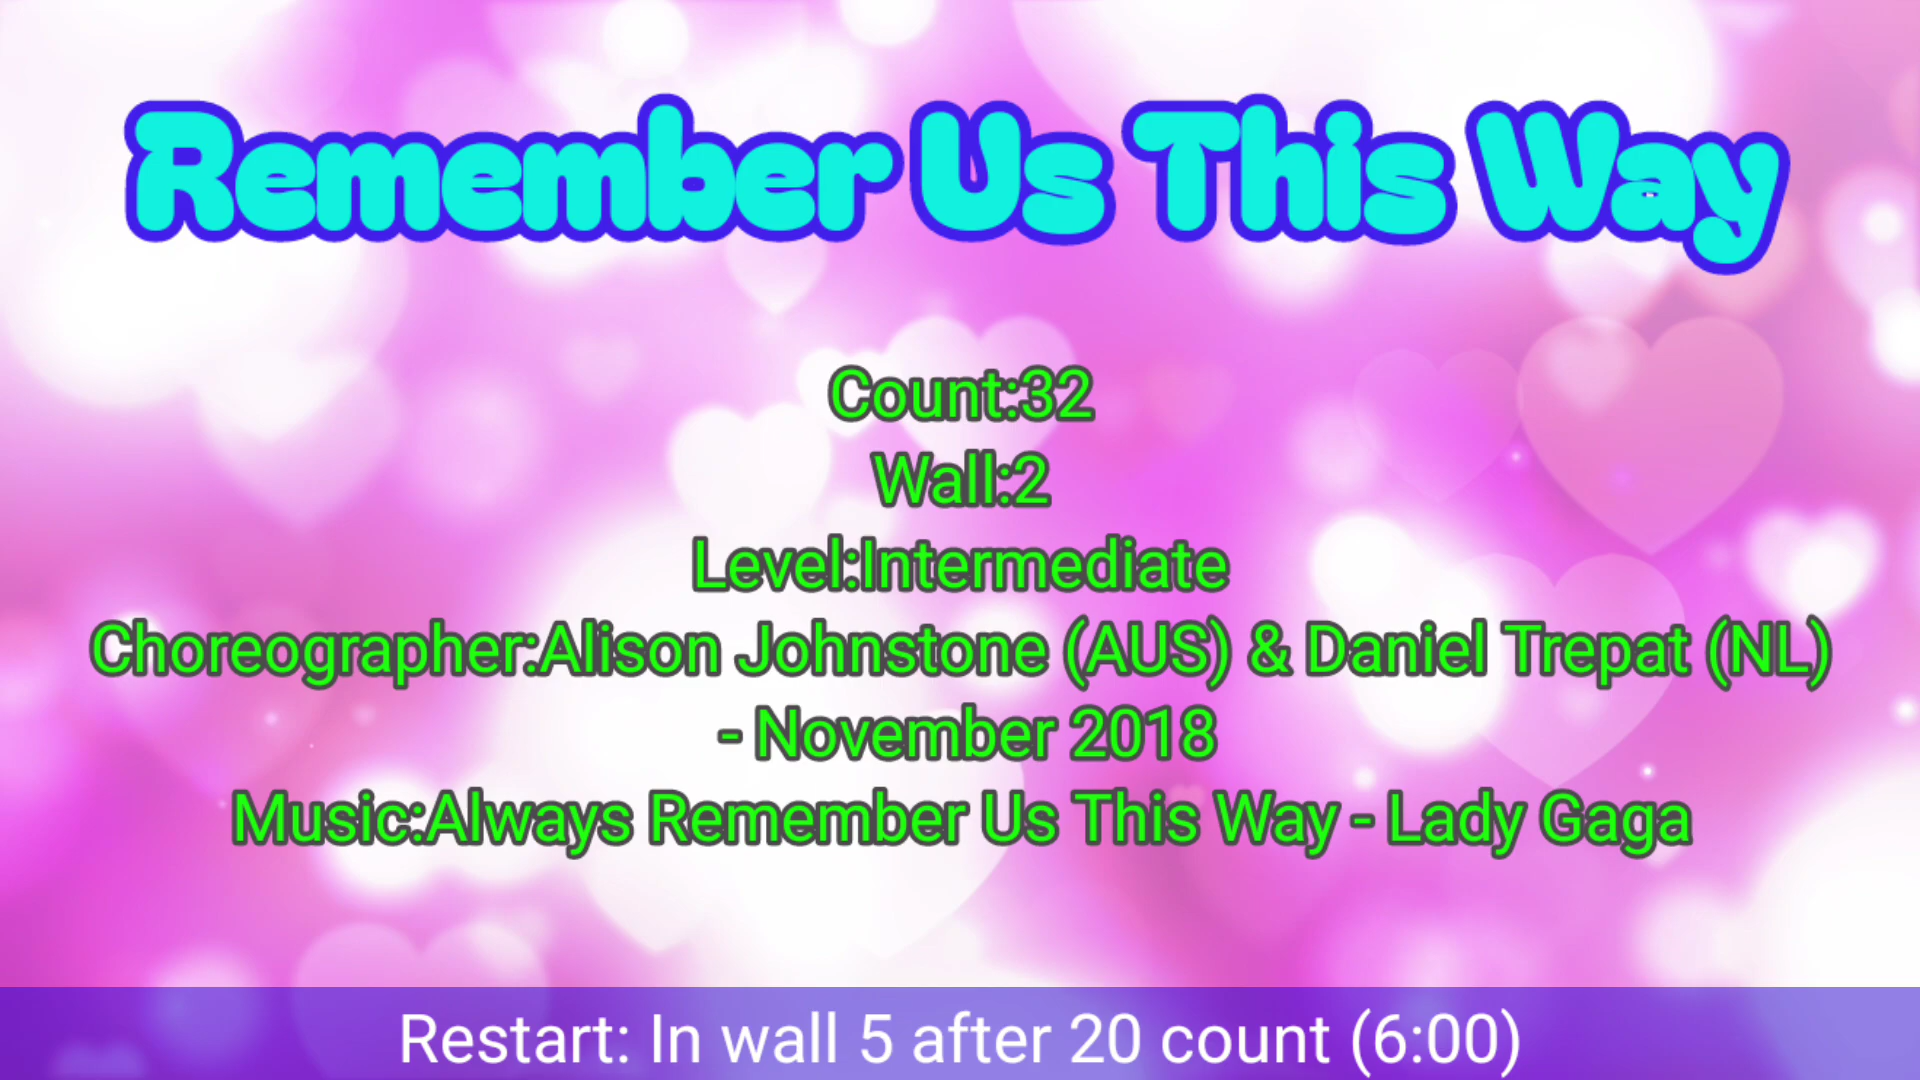 Remember Us This Way
Count:32
Wall:2
Level:Intermediate
Choreographer:Alison Johnstone (AUS) & Daniel Trepat (NL)
- November 2018
Music:Always Remember Us This Way - Lady Gaga
Restart: In wall 5 after 20 count (6:00)